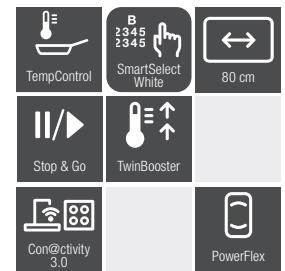 TempControl
B
2345
2345
SmartSelect
White
80 cm
Stop & Go
TwinBooster
Con@ctivity
3.0
PowerFlex